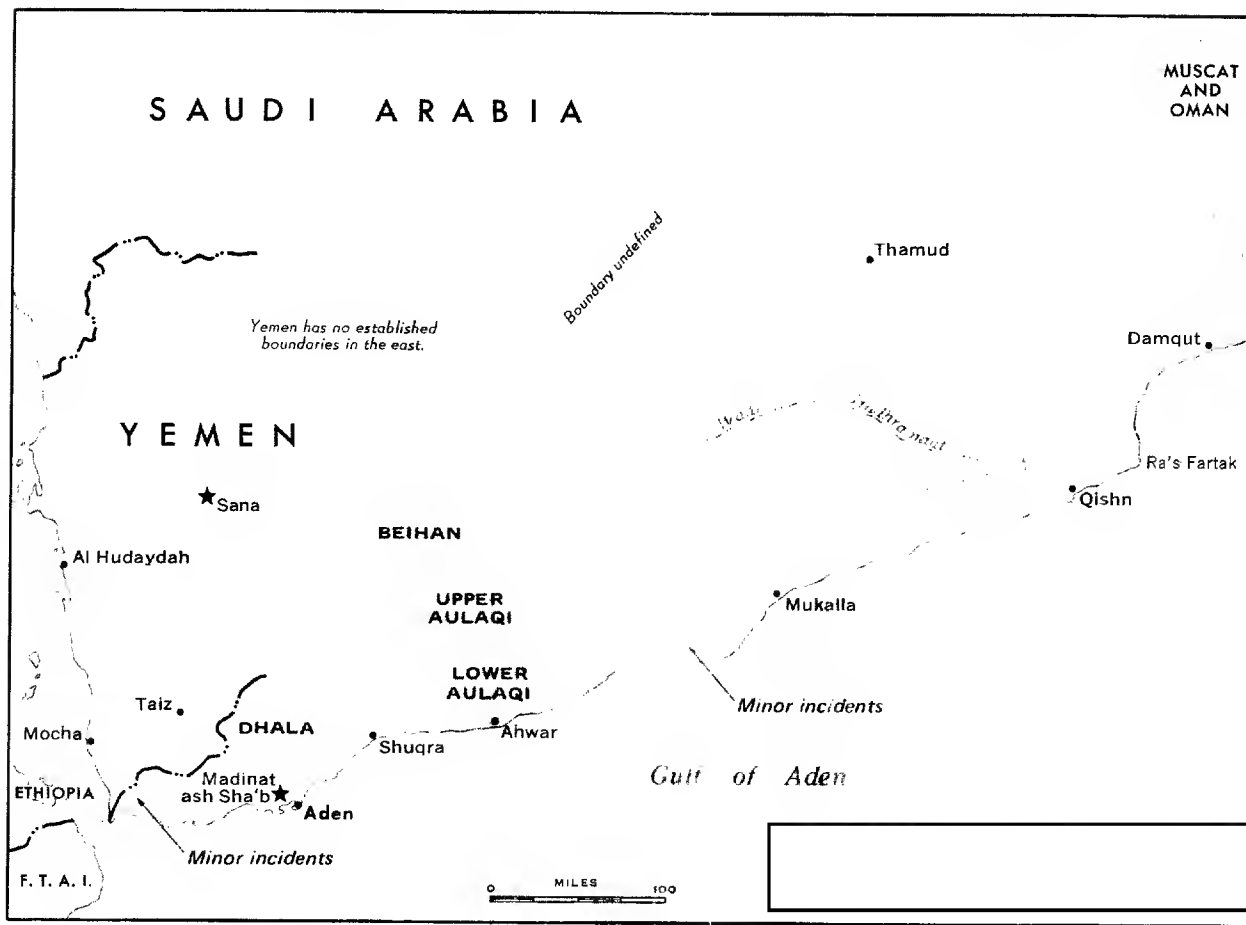 MUSCAT
AND
OMAN
SAUDI ARABIA
Boundary undefined
Thamud
Yemen has no established
boundaries in the east.
Damqut
YEMEN
Wadi
Ra's Fartak
Qishn
Sana
BEIHAN
Al Hudaydah
UPPER
AULAQI
Mukalla
LOWER
AULAQI
Minor incidents
Taiz
DHALA
Ahwar
Shuqra
Mocha
Gulf of Aden
Madinat
ash Sha'b
ETHIOPIA
Aden
Minor incidents
F. T. A. I.
0 MILES 100